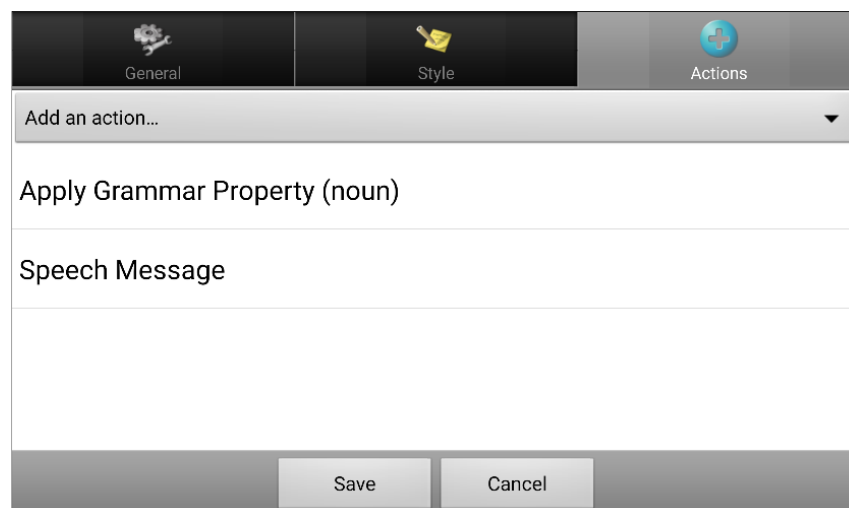 General Style Actions
Add an action...
Apply Grammar Property (noun)
Speech Message
Save Cancel